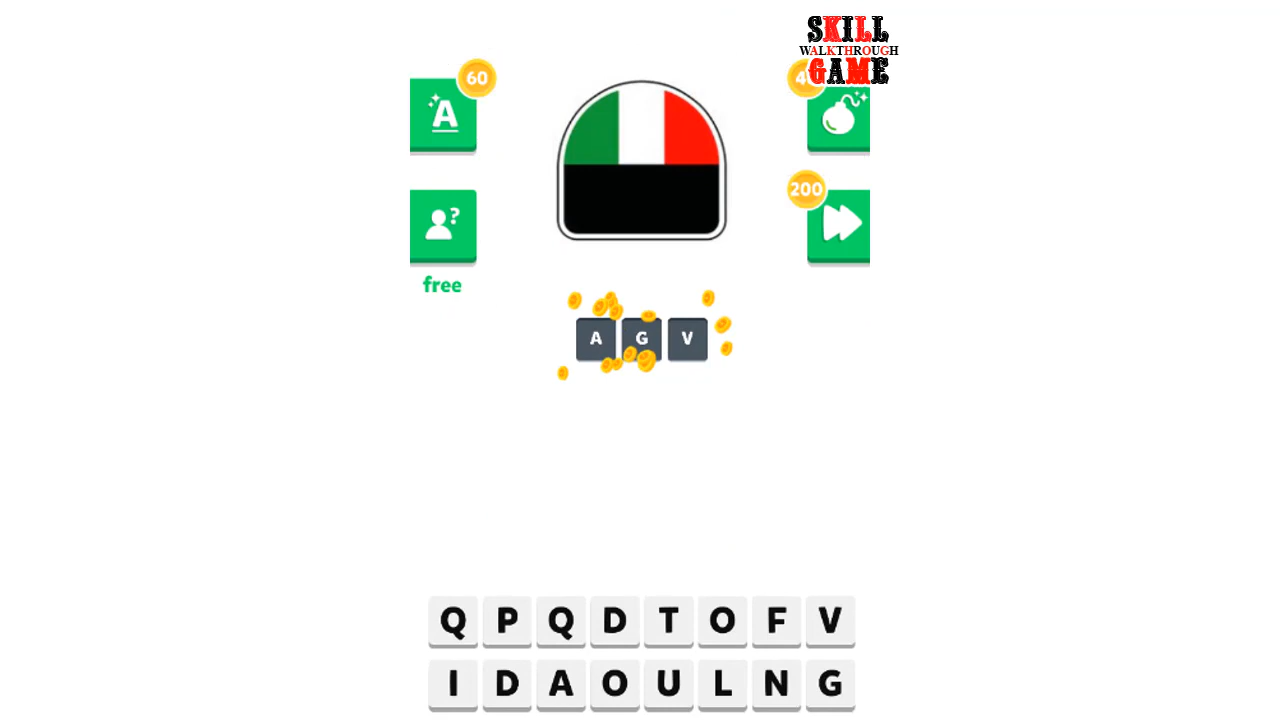 SKILL
WALKTHROUGH
GAME
60
A
200
?
free
A G V
Q P Q D T O F V
I D A O U L N G